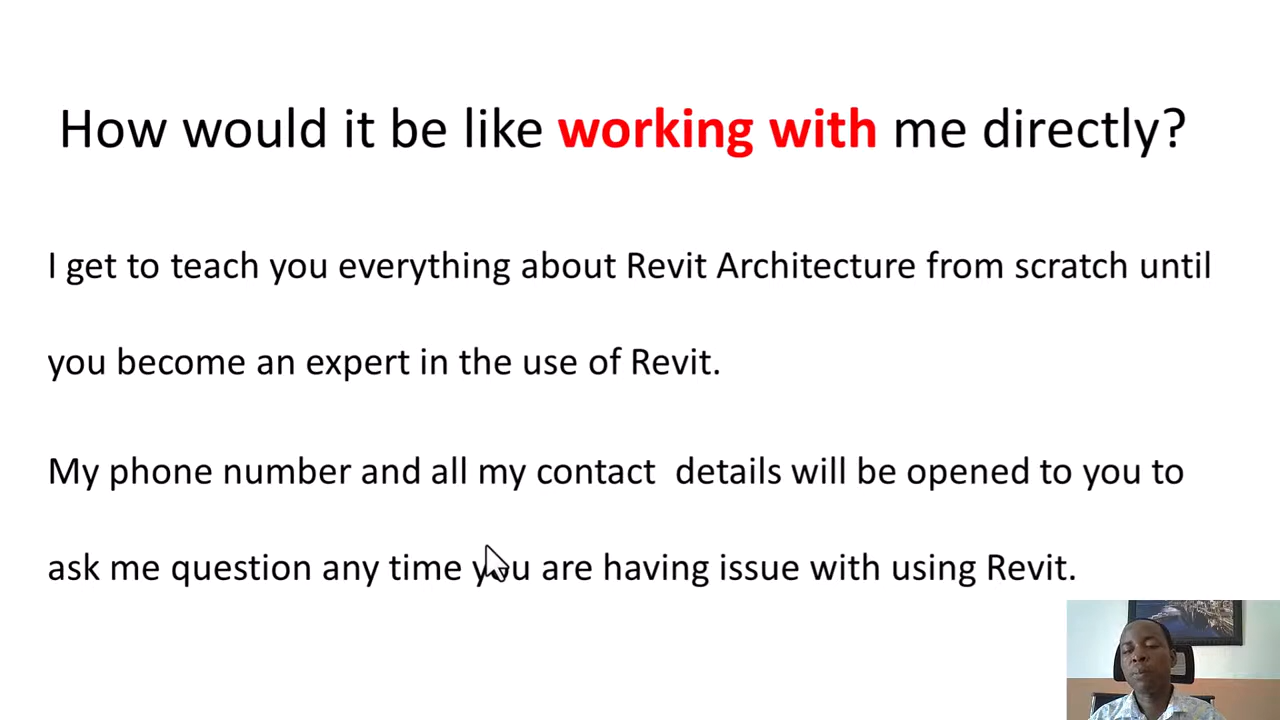 How would it be like working with me directly?
I get to teach you everything about Revit Architecture from scratch until
you become an expert in the use of Revit.
My phone number and all my contact  details will be opened to you to
ask me question any time you are having issue with using Revit.